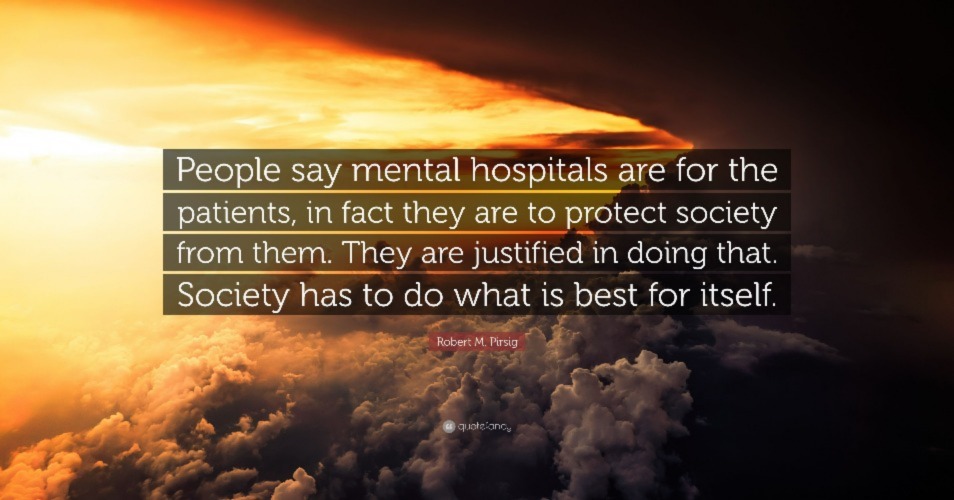 People say mental hospitals are for the
patients, in fact they are to protect society
from them. They are justified in doing that.
Society has to do what is best for itself.
Robert M. Pirsig
quotefancy